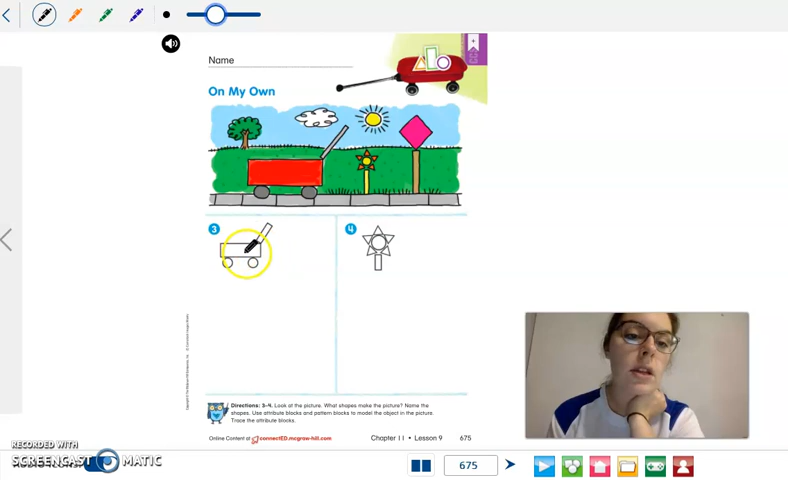 Name
On My Own
3
4
Directions: 3–4. Look at the picture. What shapes make the picture? Name the
shapes. Use attribute blocks and pattern blocks to model the object in the picture.
Trace the attribute blocks.
Online Content at connectED.mcgraw-hill.com
Chapter 11 • Lesson 9
675
RECORDED WITH
SCREENCAST MATIC
675